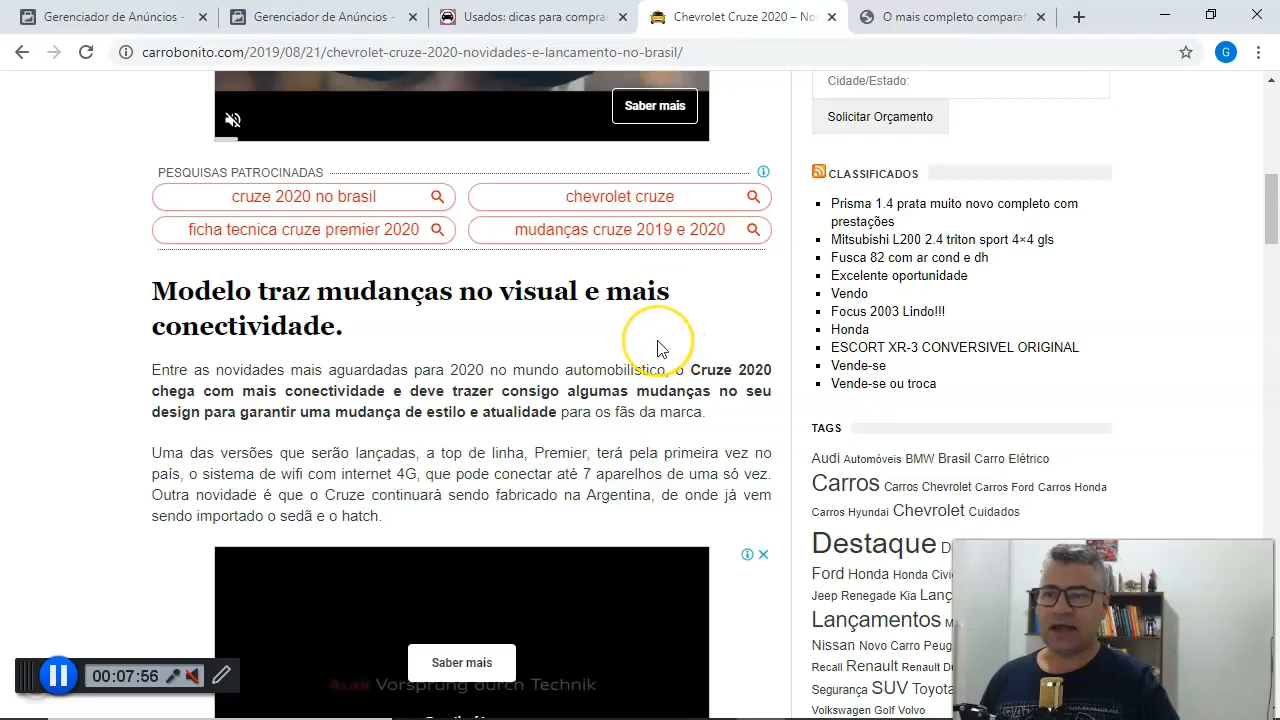 Gerenciador de Anúncios -
Gerenciador de Anúncios -
Usados: dicas para compra
Chevrolet Cruze 2020 – Nov
O mais completo comparat
carrobonito.com/2019/08/21/chevrolet-cruze-2020-novidades-e-lancamento-no-brasil/
G
Saber mais
PESQUISAS PATROCINADAS
cruze 2020 no brasil
chevrolet cruze
ficha tecnica cruze premier 2020
mudanças cruze 2019 e 2020
Modelo traz mudanças no visual e mais
conectividade.
Entre as novidades mais aguardadas para 2020 no mundo automobilístico, o Cruze 2020
chega com mais conectividade e deve trazer consigo algumas mudanças no seu
design para garantir uma mudança de estilo e atualidade para os fãs da marca.
Uma das versões que serão lançadas, a top de linha, Premier, terá pela primeira vez no
país, o sistema de wifi com internet 4G, que pode conectar até 7 aparelhos de uma só vez.
Outra novidade é que o Cruze continuará sendo fabricado na Argentina, de onde já vem
sendo importado o sedã e o hatch.
Saber mais
Audi Vorsprung durch Technik
00:07:56
Cidade/Estado:
Solicitar Orçamento
CLASSIFICADOS
Prisma 1.4 prata muito novo completo com
prestações
Mitsubishi L200 2.4 triton sport 4×4 gls
Fusca 82 com ar cond e dh
Excelente oportunidade
Vendo
Focus 2003 Lindo!!!
Honda
ESCORT XR-3 CONVERSIVEL ORIGINAL
Vende-se
Vende-se ou troca
TAGS
Audi Automóveis BMW Brasil Carro Elétrico
Carros Carros Chevrolet Carros Ford Carros Honda
Carros Hyundai Chevrolet Cuidados
Destaque D
Ford Honda Honda Civi
Jeep Renegade Kia Lanç
Lançamentos
Nissan Novo Carro Peug
Recall Renault Renault Du
Segurança SUV Toyota
Volkswagen Golf Volvo